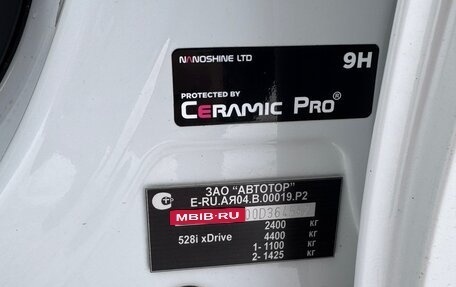 NANOSHINE LTD
9H
PROTECTED BY
CERAMIC PRO®
ЗАО "АВТОТОР"
E-RU.АЯ04.В.00019.Р2
MBIB.RU
2400 кг
528i xDrive 4400 кг
1- 1100 кг
2- 1425 кг